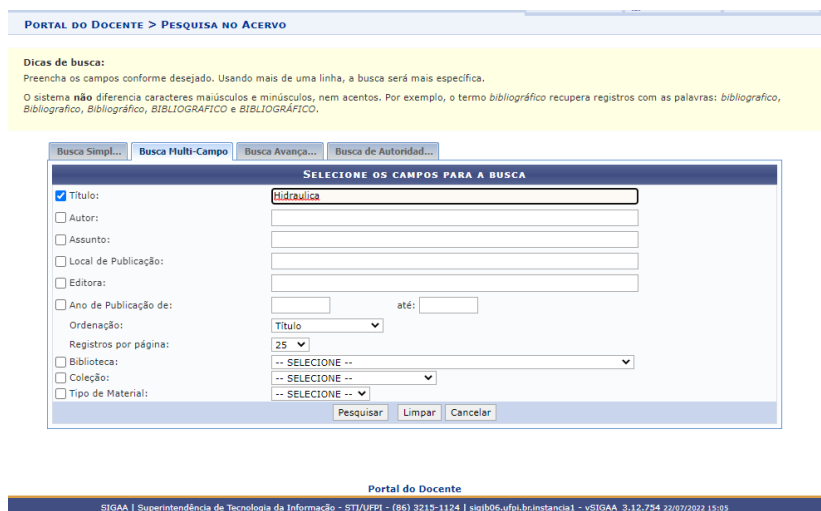 PORTAL DO DOCENTE > PESQUISA NO ACERVO
Dicas de busca:
Preencha os campos conforme desejado. Usando mais de uma linha, a busca será mais específica.
O sistema não diferencia caracteres maiúsculos e minúsculos, nem acentos. Por exemplo, o termo bibliográfico recupera registros com as palavras: bibliografico,
Bibliografico, Bibliográfico, BIBLIOGRAFICO e BIBLIOGRÁFICO.
Busca Simpl... Busca Multi-Campo Busca Avança... Busca de Autoridad...
SELECIONE OS CAMPOS PARA A BUSCA
Título: Hidraulica
Autor:
Assunto:
Local de Publicação:
Editora:
Ano de Publicação de: até:
Ordenação: Título
Registros por página: 25
Biblioteca: -- SELECIONE --
Coleção: -- SELECIONE --
Tipo de Material: -- SELECIONE --
Pesquisar Limpar Cancelar
Portal do Docente
SIGAA | Superintendência de Tecnologia da Informação - STI/UFPI - (86) 3215-1124 | sigjb06.ufpi.br.instancia1 - vSIGAA_3.12.754 22/07/2022 15:05